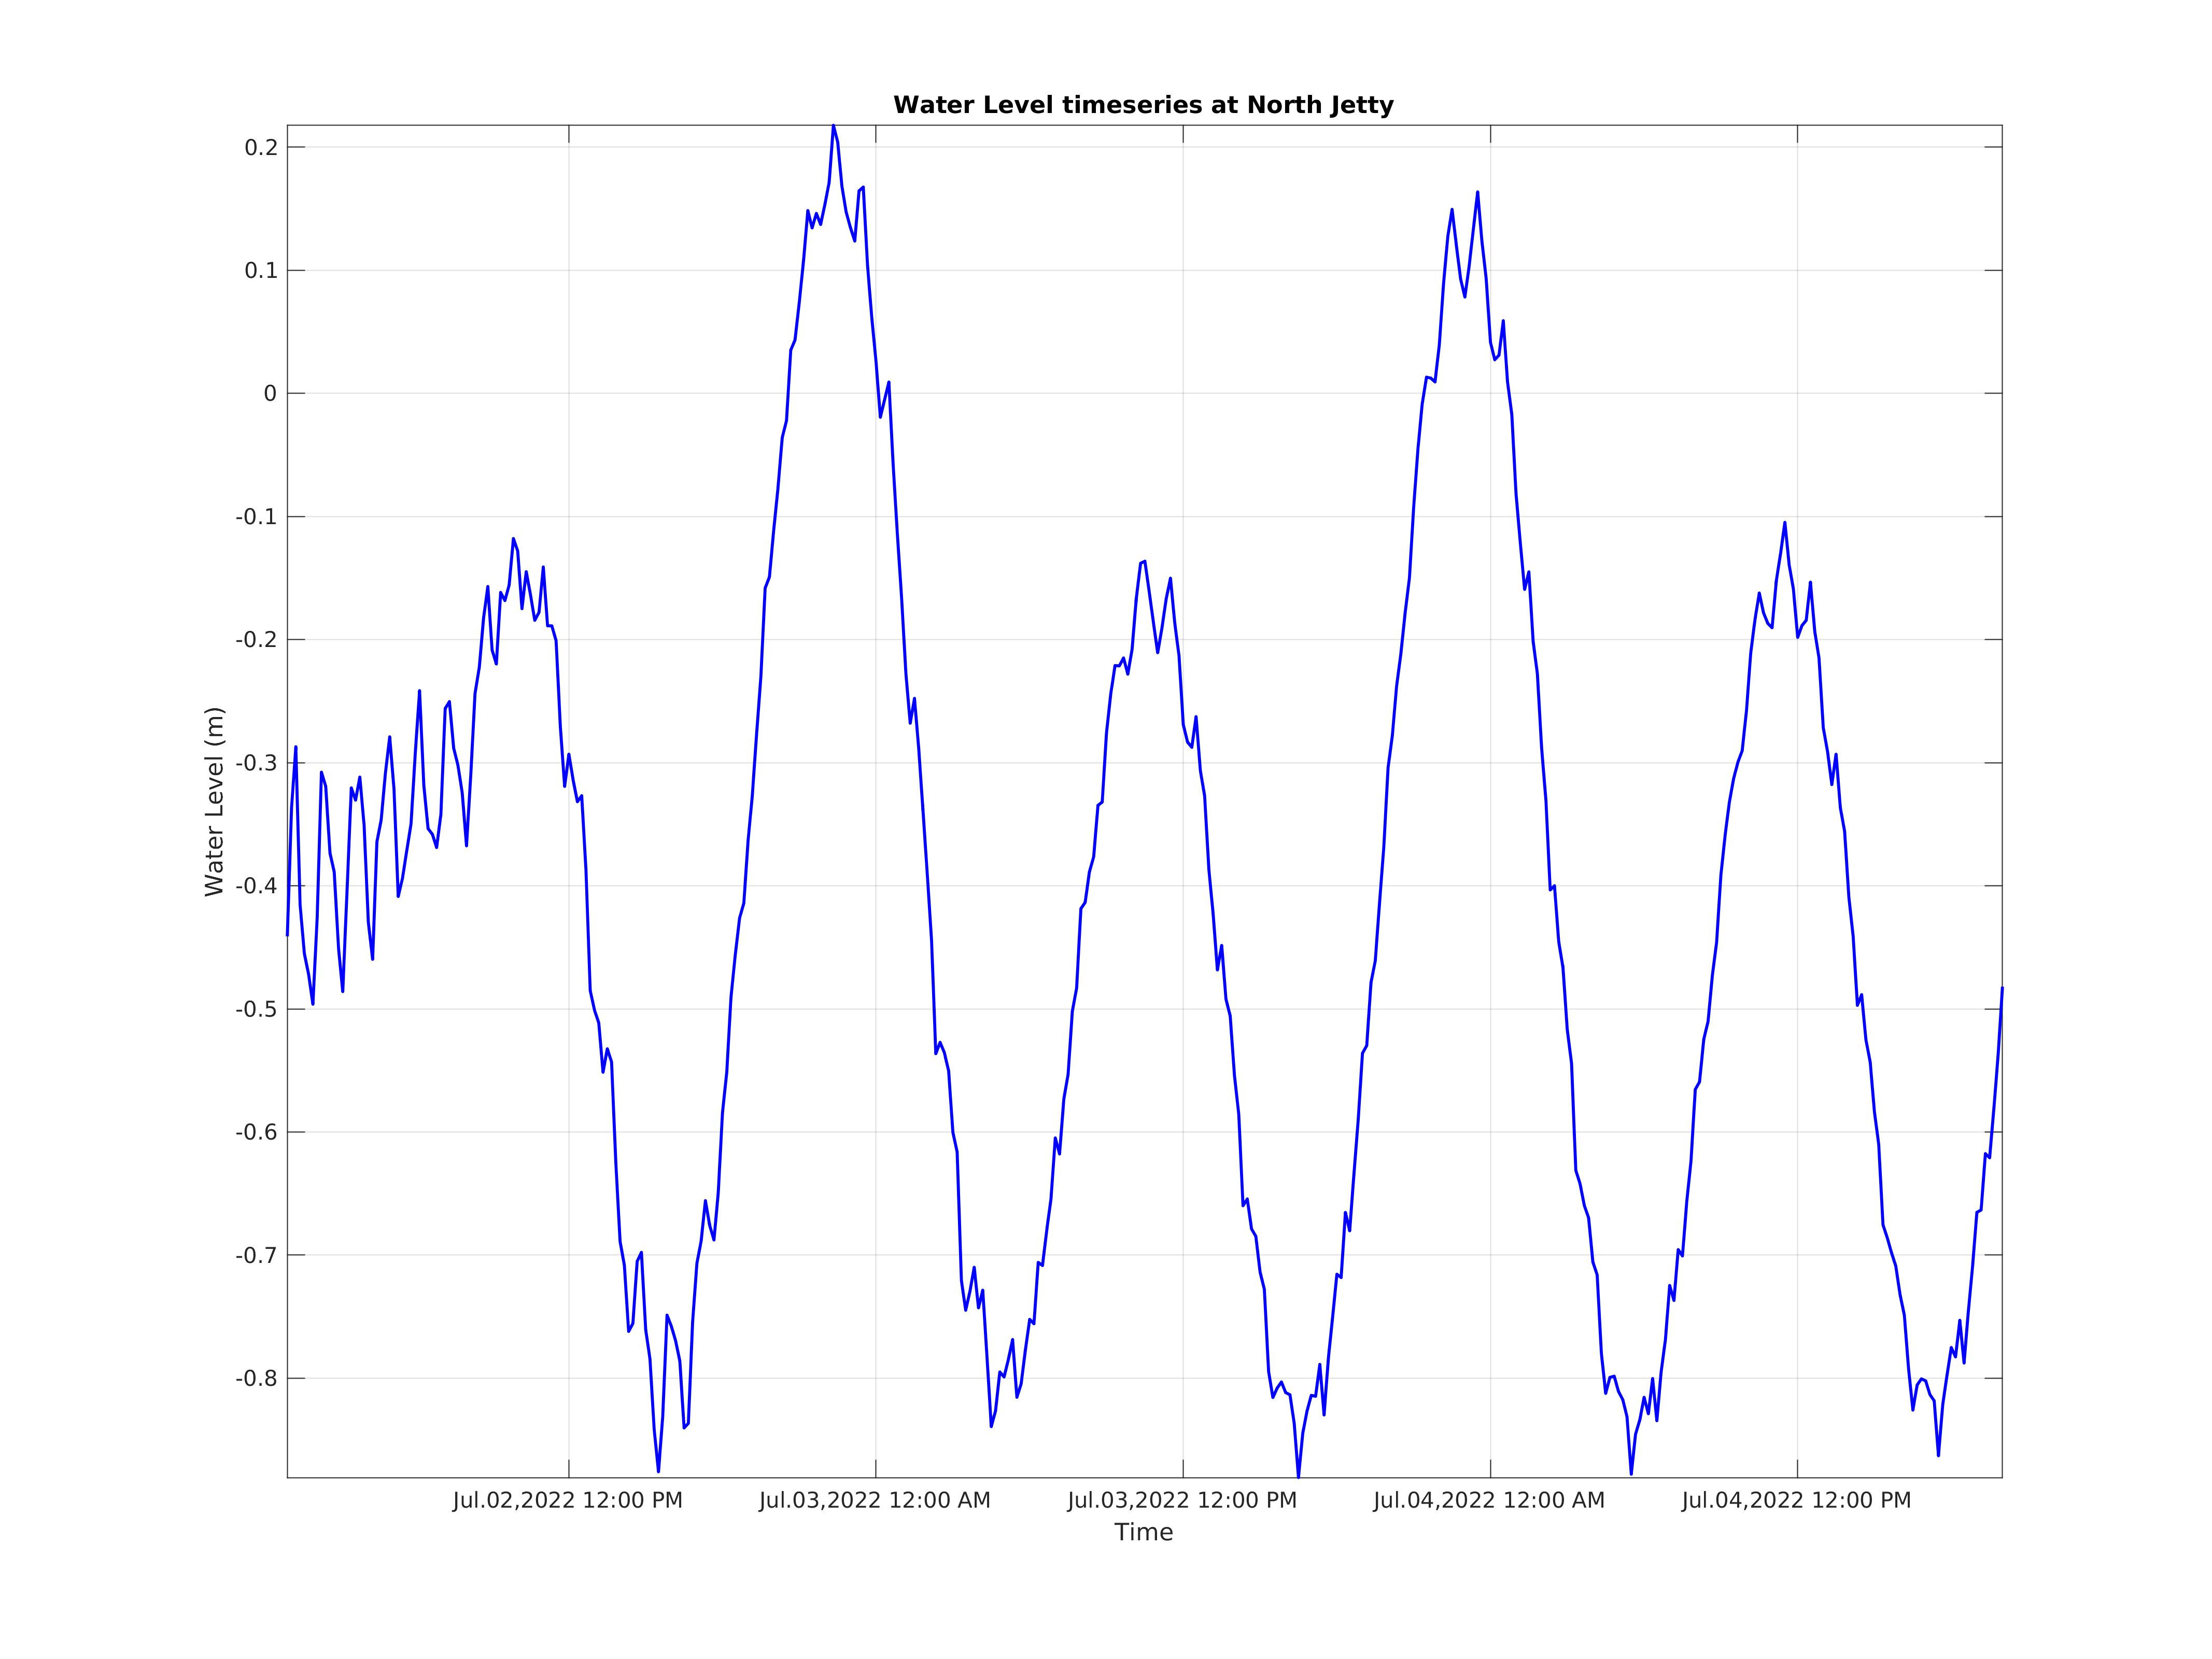 Water Level timeseries at North Jetty
0.2
0.1
0
-0.1
-0.2
-0.3
-0.4
-0.5
-0.6
-0.7
-0.8
Water Level (m)
Jul.02,2022 12:00 PM
Jul.03,2022 12:00 AM
Jul.03,2022 12:00 PM
Jul.04,2022 12:00 AM
Jul.04,2022 12:00 PM
Time